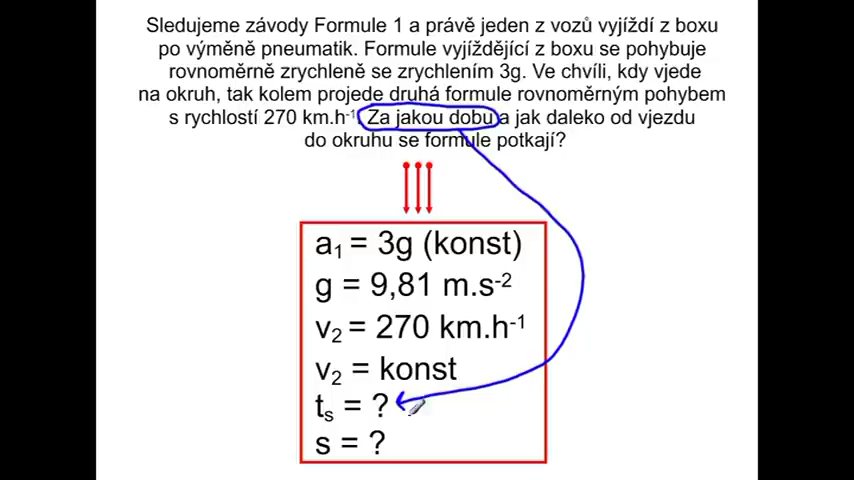 Sledujeme závody Formule 1 a právě jeden z vozů vyjíždí z boxu
po výměně pneumatik. Formule vyjíždějící z boxu se pohybuje
rovnoměrně zrychleně se zrychlením 3g. Ve chvíli, kdy vjede
na okruh, tak kolem projede druhá formule rovnoměrným pohybem
s rychlostí 270 km.h⁻¹. Za jakou dobu a jak daleko od vjezdu
do okruhu se formule potkají?
a₁ = 3g (konst)
g = 9,81 m.s⁻²
v₂ = 270 km.h⁻¹
v₂ = konst
tₛ = ?
s = ?